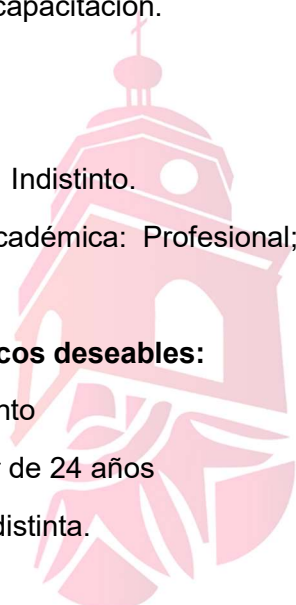 capacitación.
Indistinto.
cadémica: Profesional;
cos deseables:
nto
de 24 años
distinta.